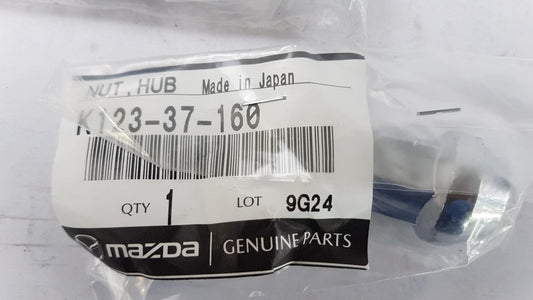 NUT, HUB Made in Japan
K123-37-160
QTY 1 LOT 9G24
mazda GENUINE PARTS